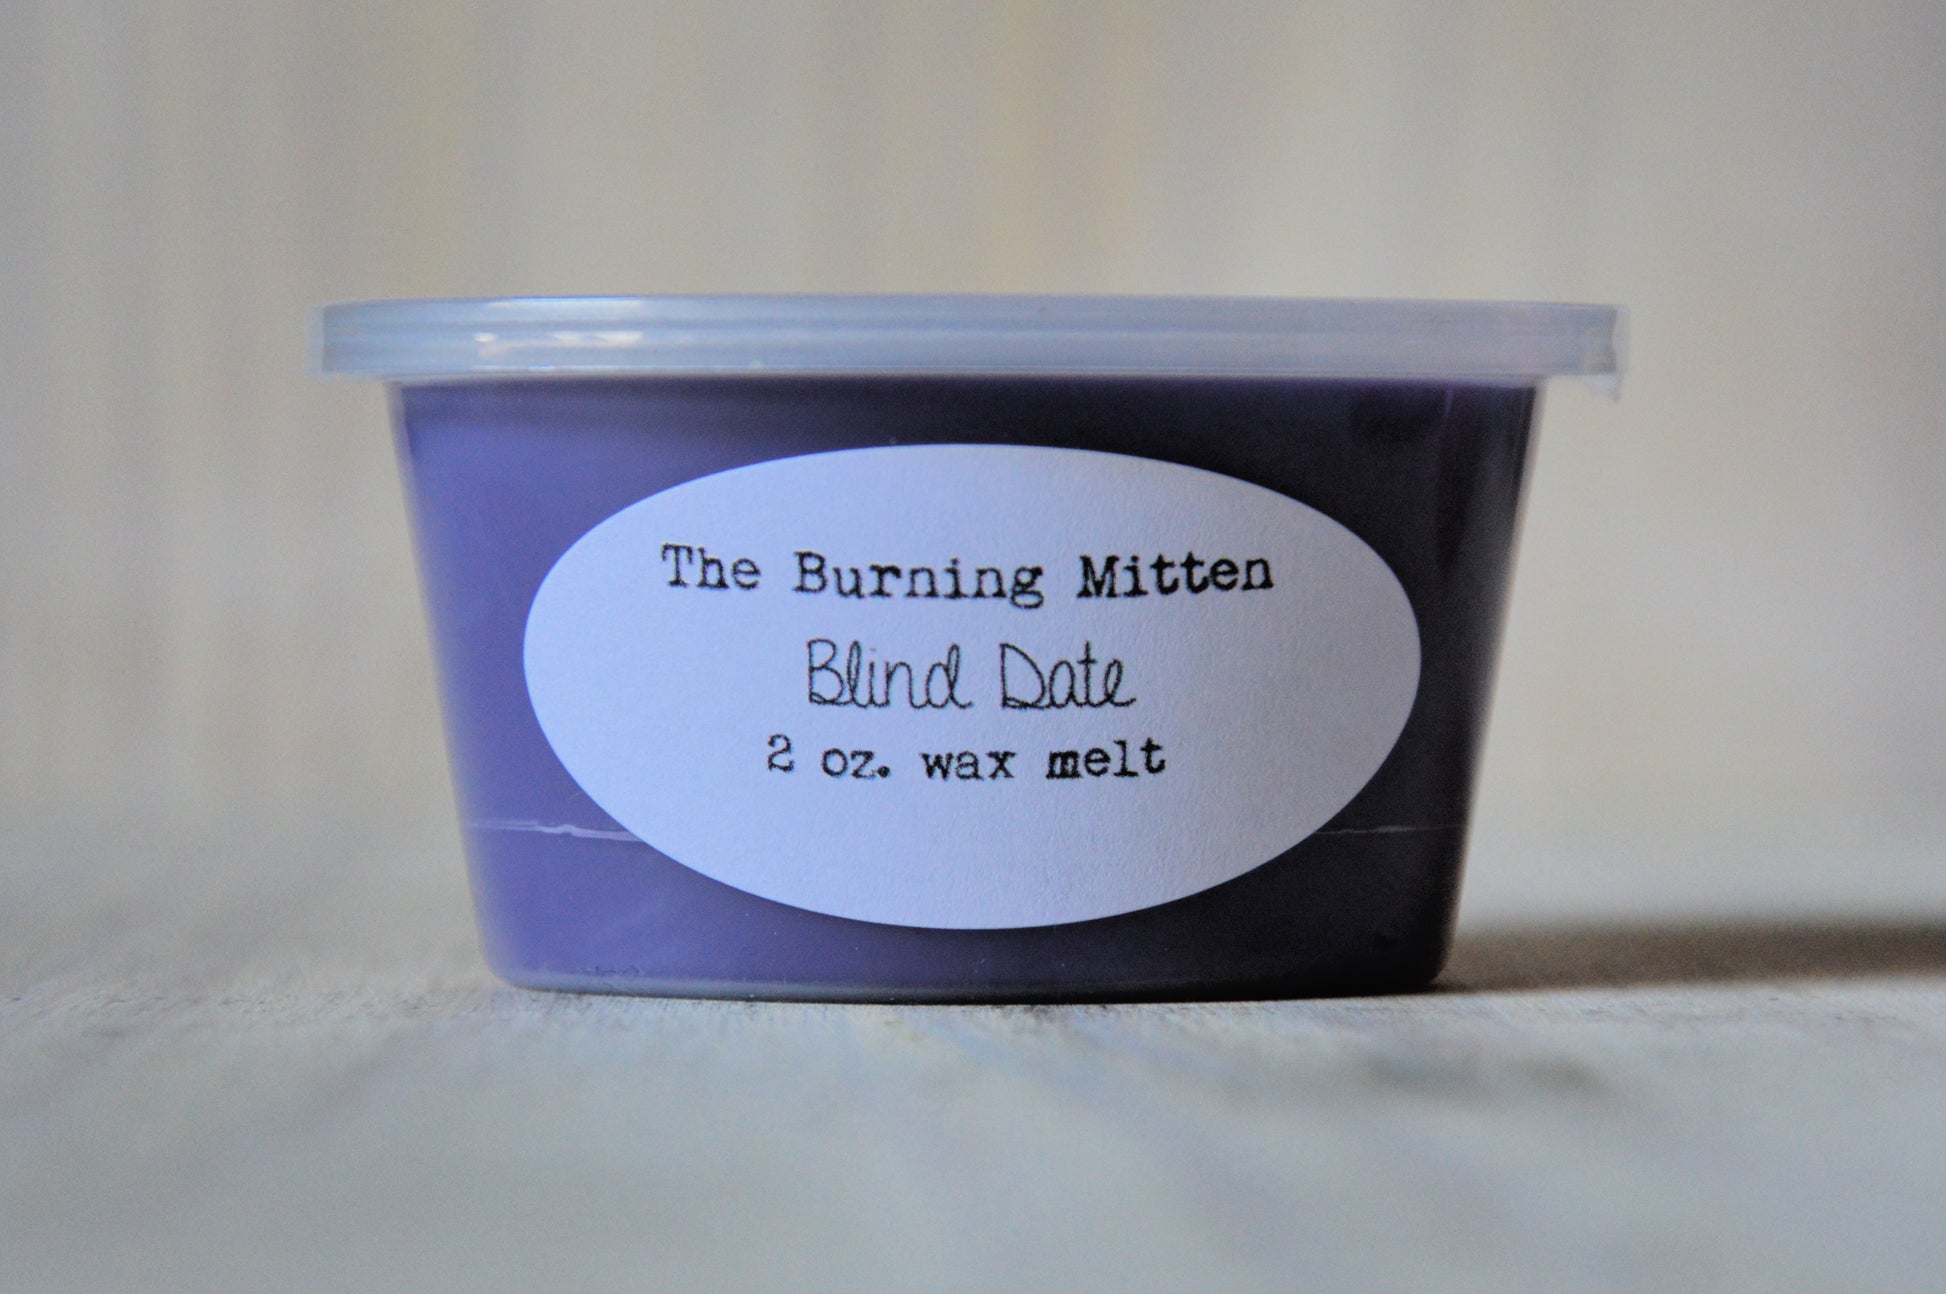 The Burning Mitten
Blind Date
2 oz. wax melt